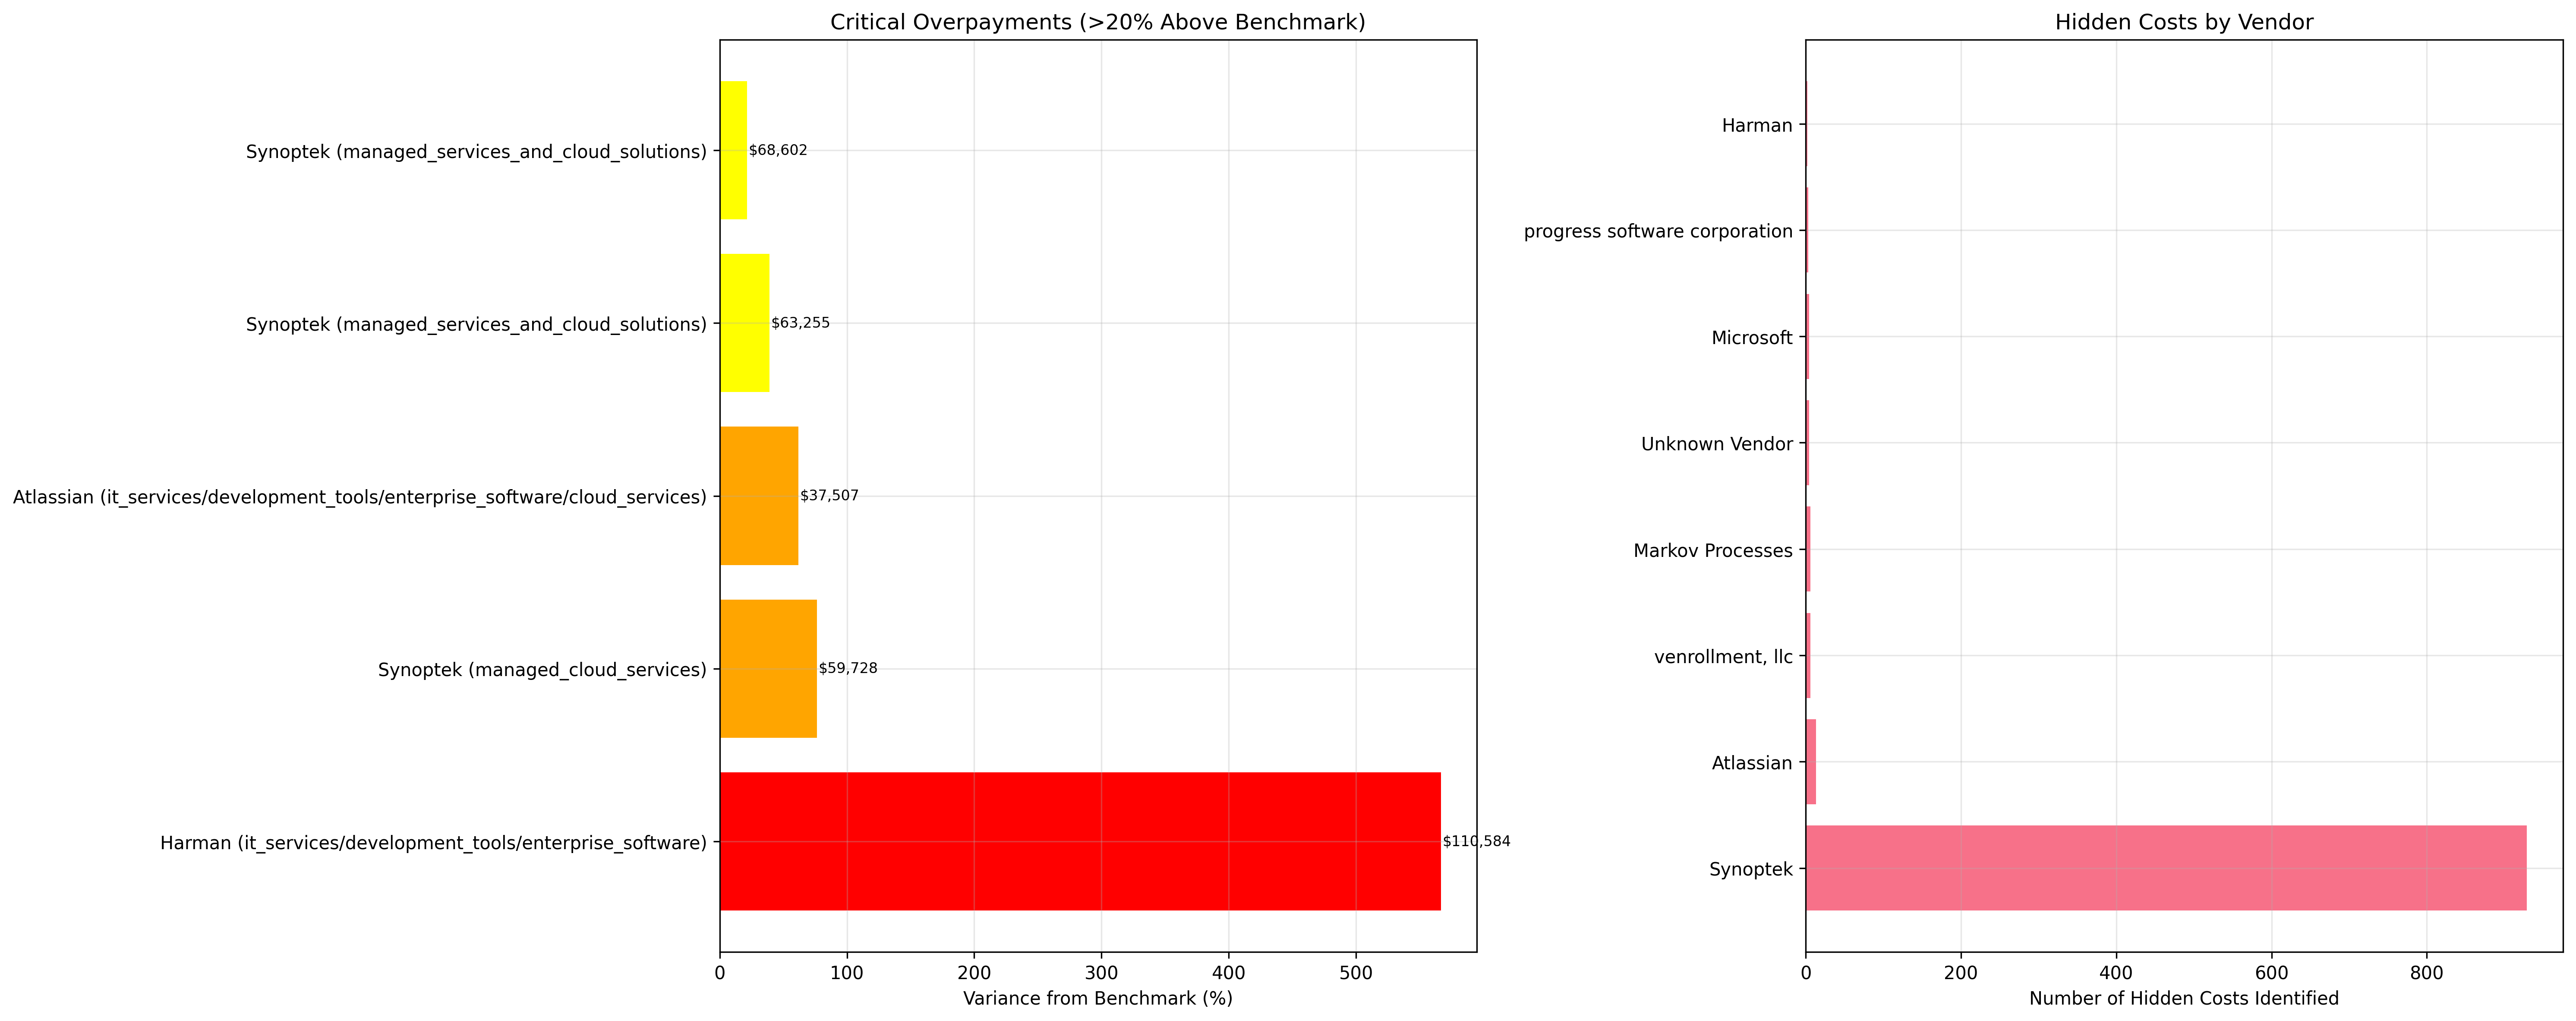 Critical Overpayments (>20% Above Benchmark)
Synoptek (managed_services_and_cloud_solutions)
$68,602
Synoptek (managed_services_and_cloud_solutions)
$63,255
Atlassian (it_services/development_tools/enterprise_software/cloud_services)
$37,507
Synoptek (managed_cloud_services)
$59,728
Harman (it_services/development_tools/enterprise_software)
$110,584
0 100 200 300 400 500
Variance from Benchmark (%)
Hidden Costs by Vendor
Harman
progress software corporation
Microsoft
Unknown Vendor
Markov Processes
venrollment, llc
Atlassian
Synoptek
0 200 400 600 800
Number of Hidden Costs Identified